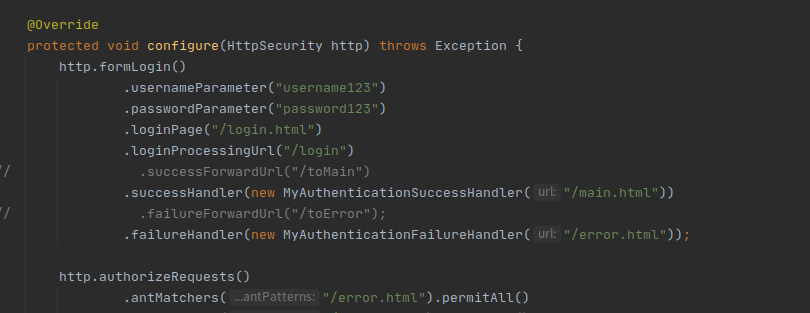 @Override
protected void configure(HttpSecurity http) throws Exception {
http.formLogin()
.usernameParameter("username123")
.passwordParameter("password123")
.loginPage("/login.html")
.loginProcessingUrl("/login")
// .successForwardUrl("/toMain")
.successHandler(new MyAuthenticationSuccessHandler( url: "/main.html"))
// .failureForwardUrl("/toError");
.failureHandler(new MyAuthenticationFailureHandler( url: "/error.html"));
http.authorizeRequests()
.antMatchers( ...antPatterns: "/error.html").permitAll()